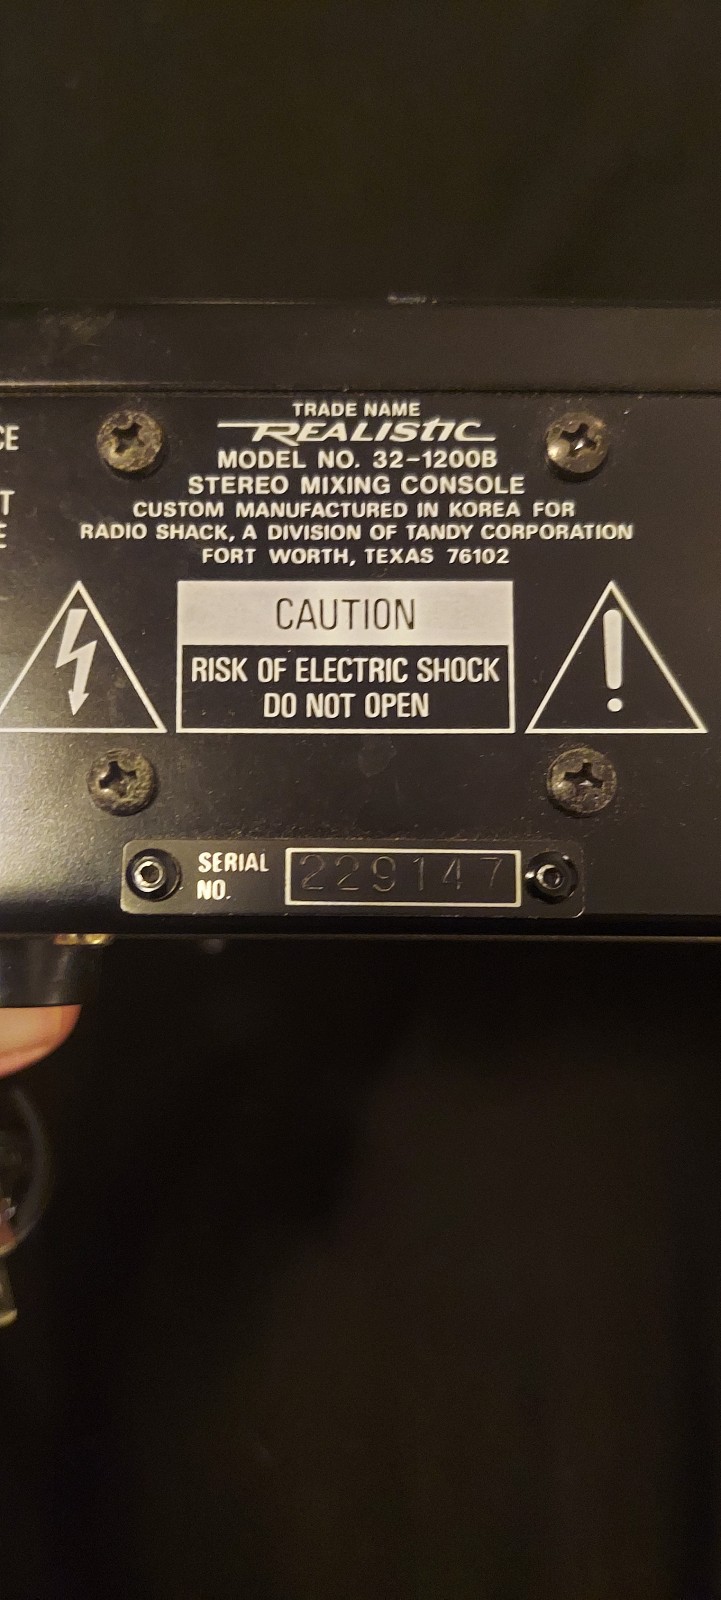 TRADE NAME
REALISTIC
MODEL NO. 32-1200B
STEREO MIXING CONSOLE
CUSTOM MANUFACTURED IN KOREA FOR
RADIO SHACK, A DIVISION OF TANDY CORPORATION
FORT WORTH, TEXAS 76102
CAUTION
RISK OF ELECTRIC SHOCK
DO NOT OPEN
SERIAL
NO.
229147